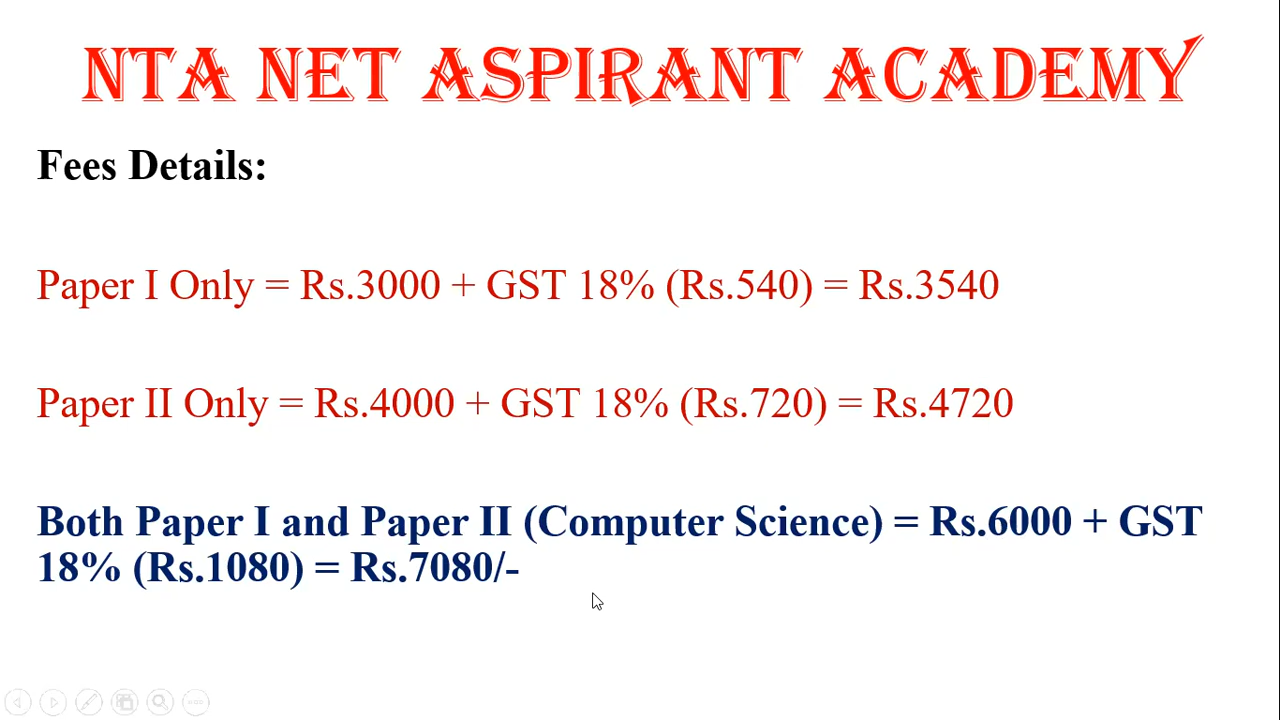 NTA NET ASPIRANT ACADEMY
Fees Details:
Paper I Only = Rs.3000 + GST 18% (Rs.540) = Rs.3540
Paper II Only = Rs.4000 + GST 18% (Rs.720) = Rs.4720
Both Paper I and Paper II (Computer Science) = Rs.6000 + GST
18% (Rs.1080) = Rs.7080/-